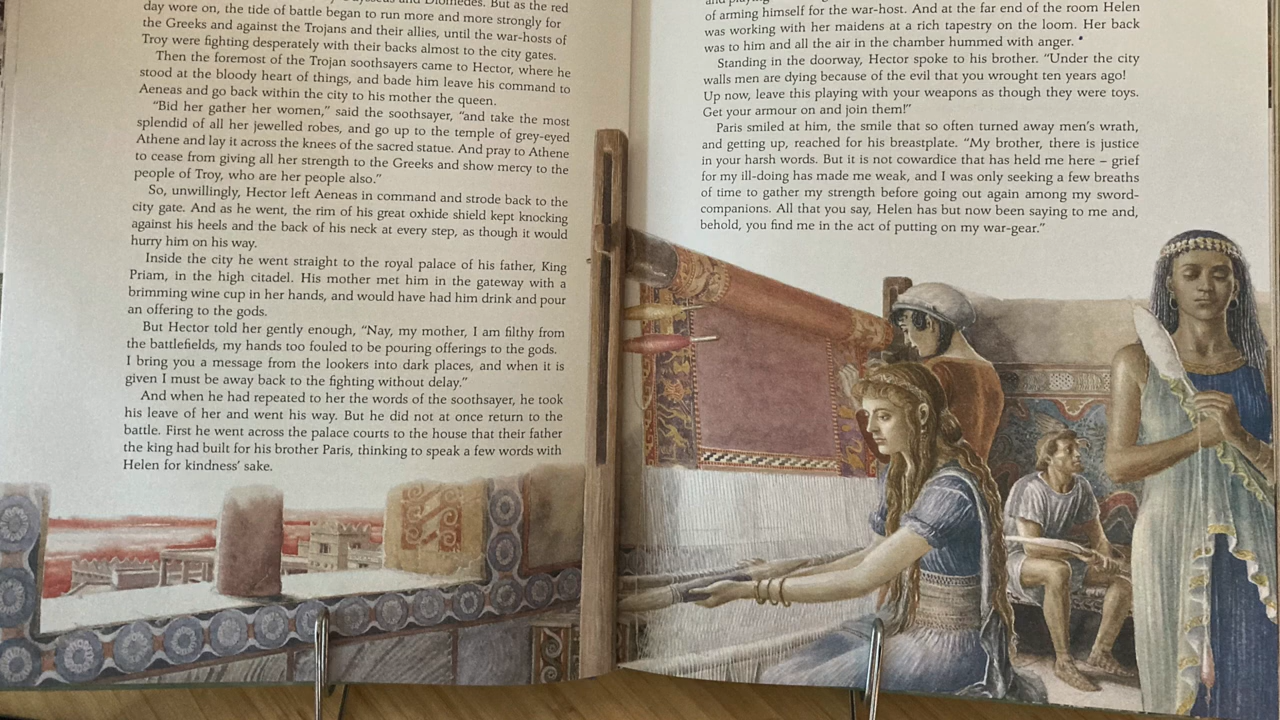 Odysseus and Diomedes. But as the red
day wore on, the tide of battle began to run more and more strongly for
the Greeks and against the Trojans and their allies, until the war-hosts of
Troy were fighting desperately with their backs almost to the city gates.
Then the foremost of the Trojan soothsayers came to Hector, where he
stood at the bloody heart of things, and bade him leave his command to
Aeneas and go back within the city to his mother the queen.
“Bid her gather her women,” said the soothsayer, “and take the most
splendid of all her jewelled robes, and go up to the temple of grey-eyed
Athene and lay it across the knees of the sacred statue. And pray to Athene
to cease from giving all her strength to the Greeks and show mercy to the
people of Troy, who are her people also.”
So, unwillingly, Hector left Aeneas in command and strode back to the
city gate. And as he went, the rim of his great oxhide shield kept knocking
against his heels and the back of his neck at every step, as though it would
hurry him on his way.
Inside the city he went straight to the royal palace of his father, King
Priam, in the high citadel. His mother met him in the gateway with a
brimming wine cup in her hands, and would have had him drink and pour
an offering to the gods.
But Hector told her gently enough, “Nay, my mother, I am filthy from
the battlefields, my hands too fouled to be pouring offerings to the gods.
I bring you a message from the lookers into dark places, and when it is
given I must be away back to the fighting without delay.”
And when he had repeated to her the words of the soothsayer, he took
his leave of her and went his way. But he did not at once return to the
battle. First he went across the palace courts to the house that their father
the king had built for his brother Paris, thinking to speak a few words with
Helen for kindness’ sake.
of arming himself for the war-host. And at the far end of the room Helen
was working with her maidens at a rich tapestry on the loom. Her back
was to him and all the air in the chamber hummed with anger.
Standing in the doorway, Hector spoke to his brother. “Under the city
walls men are dying because of the evil that you wrought ten years ago!
Up now, leave this playing with your weapons as though they were toys.
Get your armour on and join them!”
Paris smiled at him, the smile that so often turned away men’s wrath,
and getting up, reached for his breastplate. “My brother, there is justice
in your harsh words. But it is not cowardice that has held me here – grief
for my ill-doing has made me weak, and I was only seeking a few breaths
of time to gather my strength before going out again among my sword-
companions. All that you say, Helen has but now been saying to me and,
behold, you find me in the act of putting on my war-gear.”